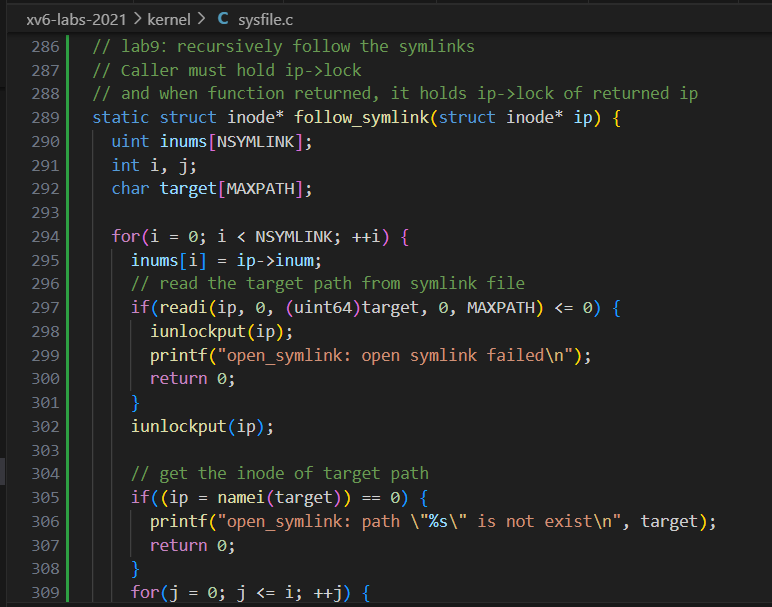 xv6-labs-2021 > kernel > C sysfile.c
286 // lab9: recursively follow the symlinks
287 // Caller must hold ip->lock
288 // and when function returned, it holds ip->lock of returned ip
289 static struct inode* follow_symlink(struct inode* ip) {
290   uint inums[NSYMLINK];
291   int i, j;
292   char target[MAXPATH];
293
294   for(i = 0; i < NSYMLINK; ++i) {
295     inums[i] = ip->inum;
296     // read the target path from symlink file
297     if(readi(ip, 0, (uint64)target, 0, MAXPATH) <= 0) {
298       iunlockput(ip);
299       printf("open_symlink: open symlink failed\n");
300       return 0;
301     }
302     iunlockput(ip);
303
304     // get the inode of target path
305     if((ip = namei(target)) == 0) {
306       printf("open_symlink: path \"%s\" is not exist\n", target);
307       return 0;
308     }
309     for(j = 0; j <= i; ++j) {